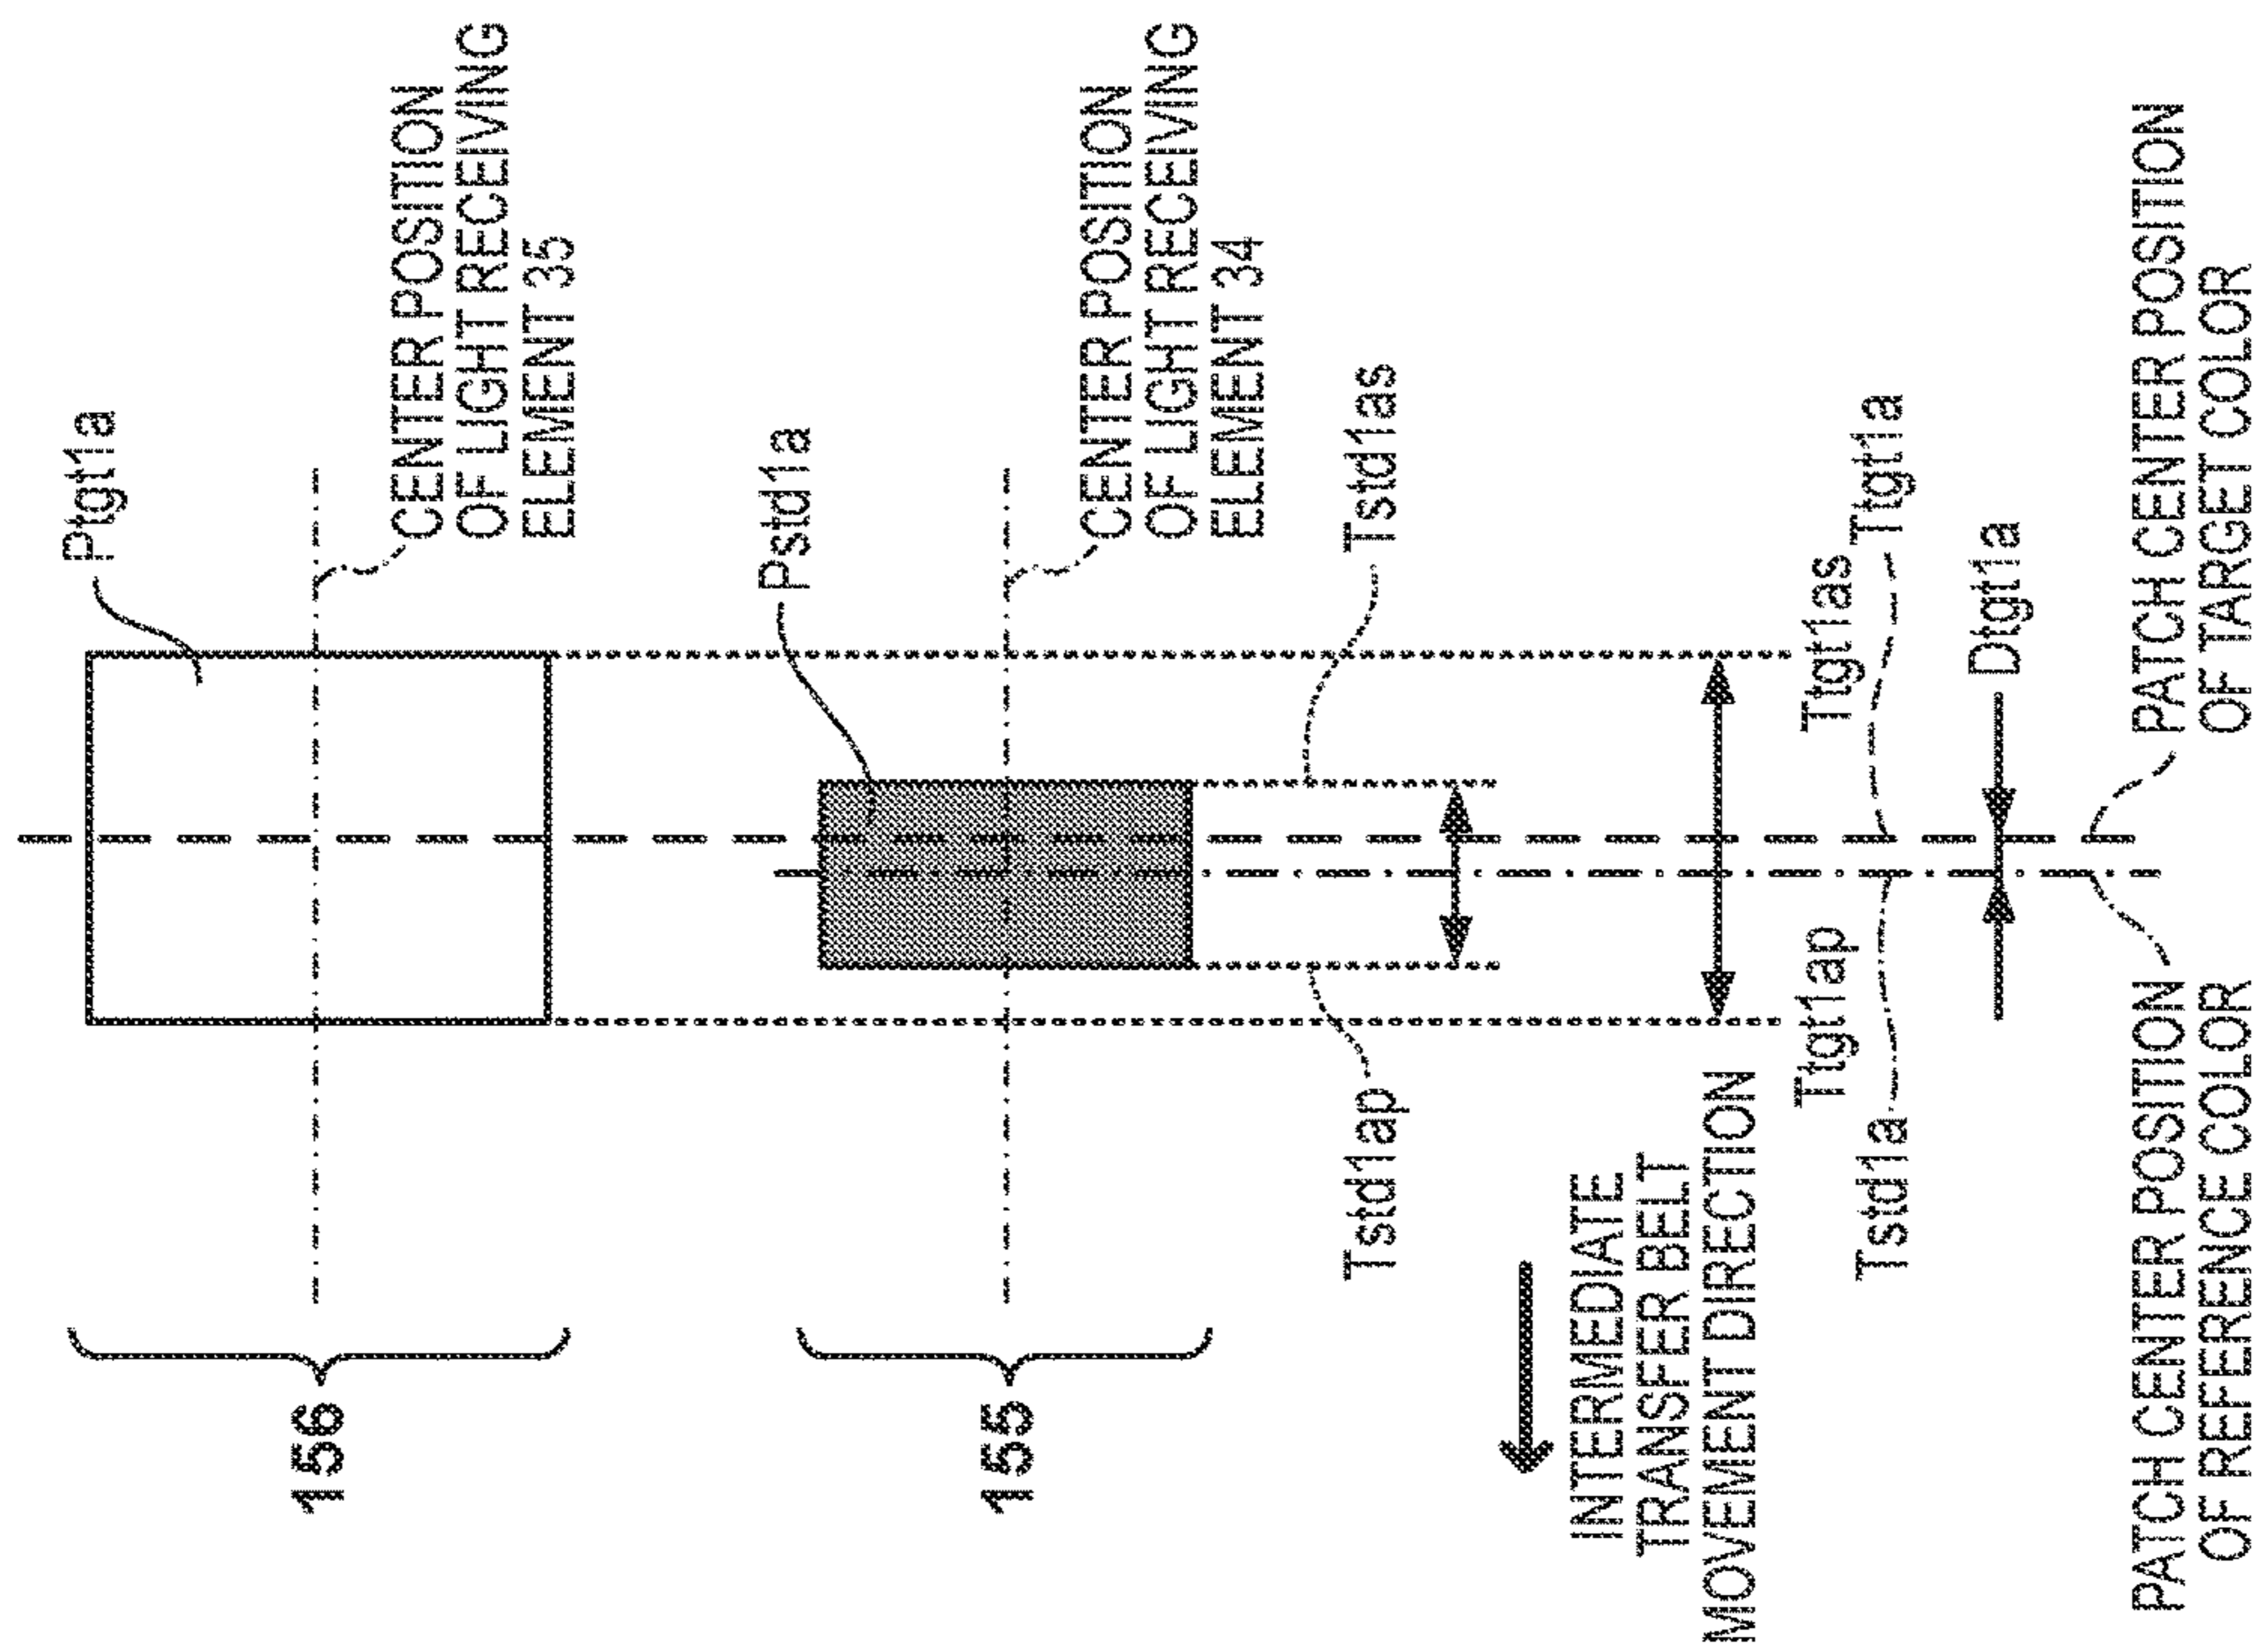 Ptgt1a
CENTER POSITION
OF LIGHT RECEIVING
ELEMENT 35
156
Pstd1a
CENTER POSITION
OF LIGHT RECEIVING
ELEMENT 34
155
Tstd1as
Tstd1ap
INTERMEDIATE
TRANSFER BELT
MOVEMENT DIRECTION
Ttgt1as
Ttgt1ap
Ttgt1a
Tstd1a
Dtgt1a
PATCH CENTER POSITION
OF TARGET COLOR
PATCH CENTER POSITION
OF REFERENCE COLOR